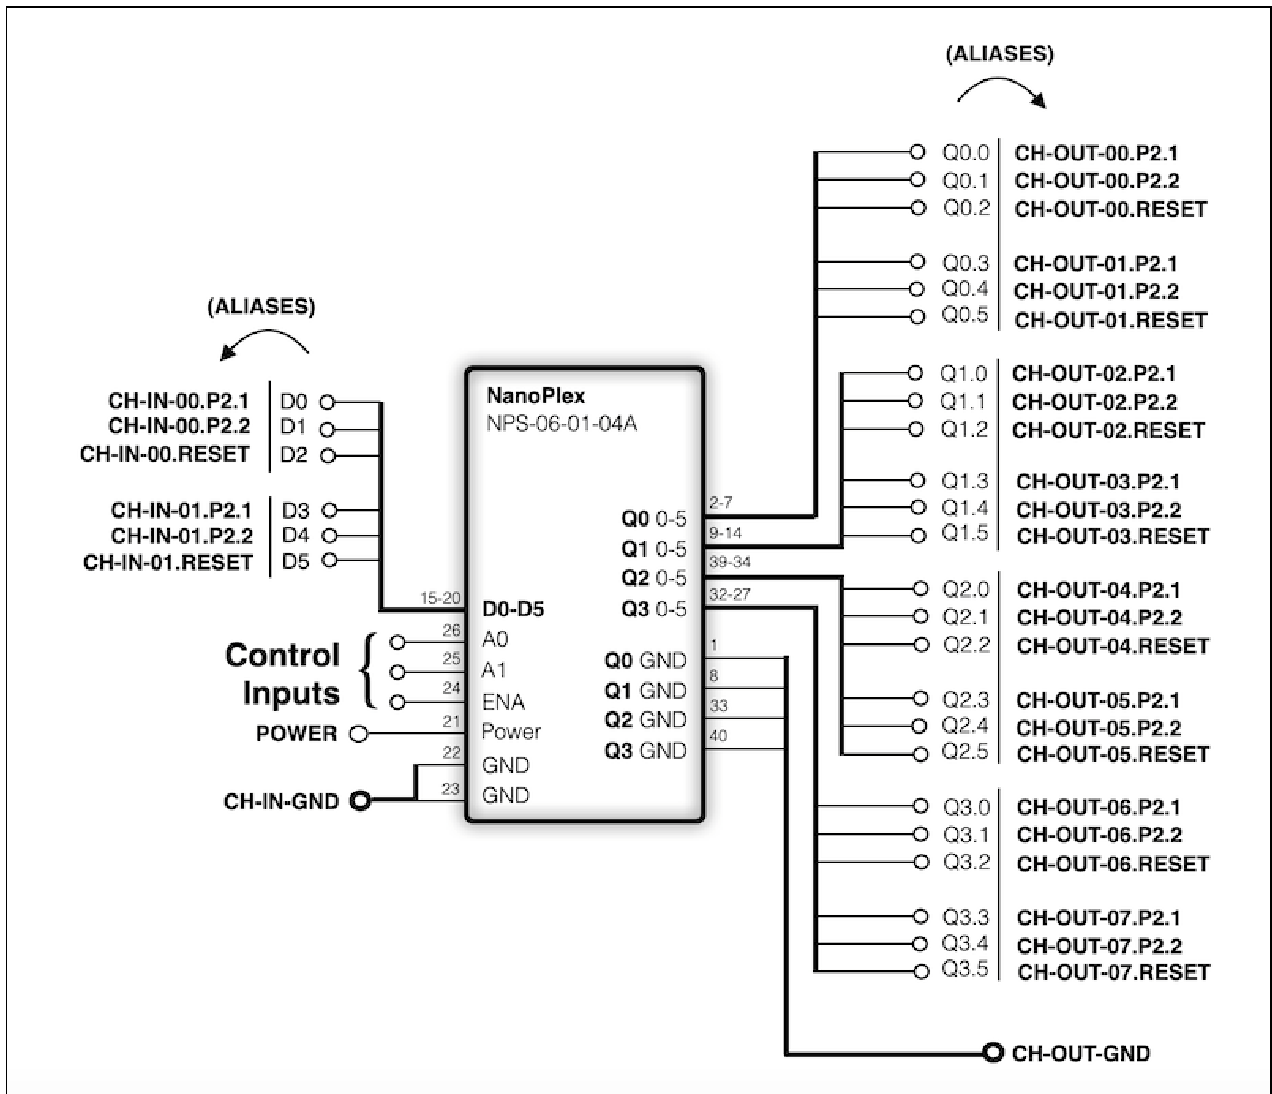 (ALIASES)
Q0.0 CH-OUT-00.P2.1
Q0.1 CH-OUT-00.P2.2
Q0.2 CH-OUT-00.RESET
Q0.3 CH-OUT-01.P2.1
Q0.4 CH-OUT-01.P2.2
Q0.5 CH-OUT-01.RESET
Q1.0 CH-OUT-02.P2.1
Q1.1 CH-OUT-02.P2.2
Q1.2 CH-OUT-02.RESET
Q1.3 CH-OUT-03.P2.1
Q1.4 CH-OUT-03.P2.2
Q1.5 CH-OUT-03.RESET
Q2.0 CH-OUT-04.P2.1
Q2.1 CH-OUT-04.P2.2
Q2.2 CH-OUT-04.RESET
Q2.3 CH-OUT-05.P2.1
Q2.4 CH-OUT-05.P2.2
Q2.5 CH-OUT-05.RESET
Q3.0 CH-OUT-06.P2.1
Q3.1 CH-OUT-06.P2.2
Q3.2 CH-OUT-06.RESET
Q3.3 CH-OUT-07.P2.1
Q3.4 CH-OUT-07.P2.2
Q3.5 CH-OUT-07.RESET
CH-OUT-GND
(ALIASES)
CH-IN-00.P2.1 D0
CH-IN-00.P2.2 D1
CH-IN-00.RESET D2
CH-IN-01.P2.1 D3
CH-IN-01.P2.2 D4
CH-IN-01.RESET D5
NanoPlex
NPS-06-01-04A
Q0 0-5 2-7
Q1 0-5 9-14
Q2 0-5 39-34
Q3 0-5 32-27
Q0 GND 1
Q1 GND 8
Q2 GND 33
Q3 GND 40
15-20 D0-D5
Control
Inputs
26 A0
25 A1
24 ENA
POWER 21 Power
22 GND
CH-IN-GND 23 GND